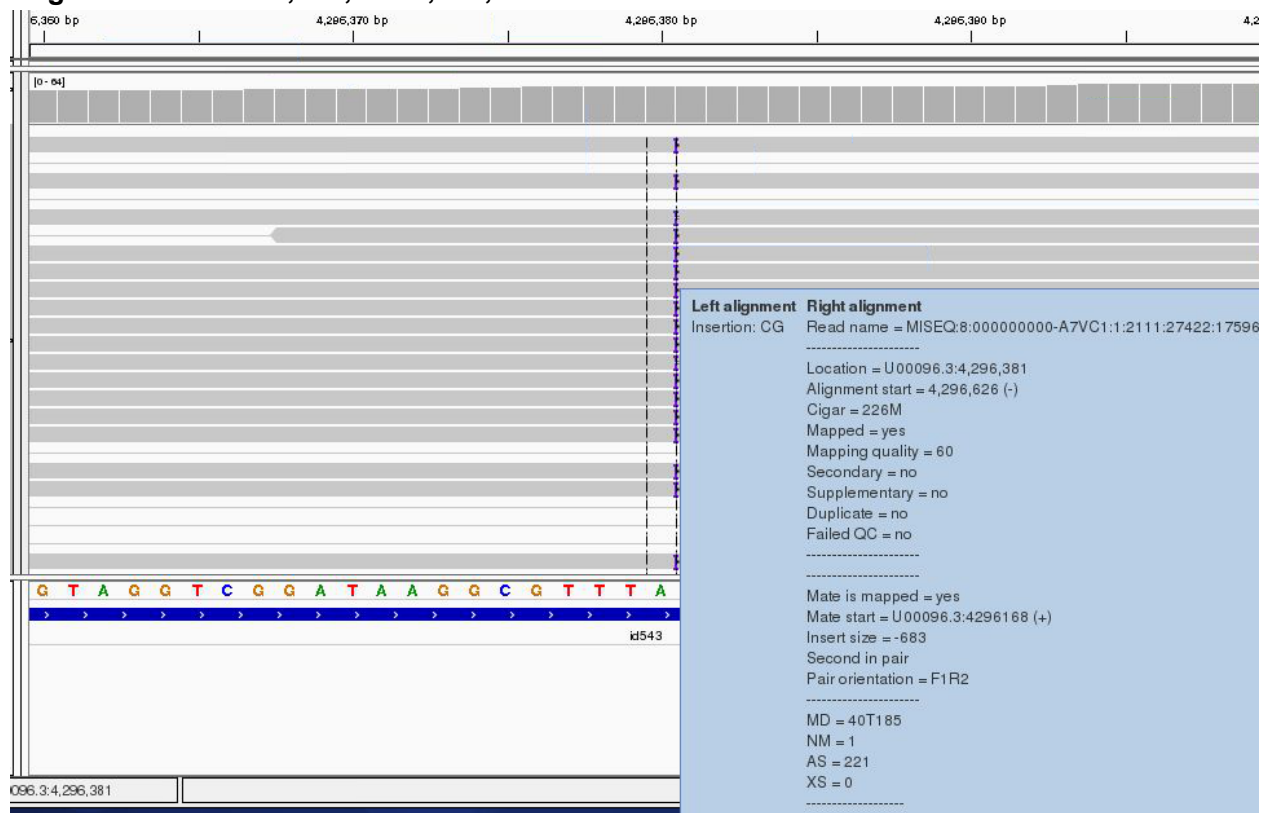 6,360 bp 4,296,370 bp 4,296,380 bp 4,296,390 bp 4,2
[0 - 64]
Left alignment Right alignment
Insertion: CG Read name = MISEQ:8:000000000-A7VC1:1:2111:27422:17596
----------------------
Location = U00096.3:4,296,381
Alignment start = 4,296,626 (-)
Cigar = 226M
Mapped = yes
Mapping quality = 60
Secondary = no
Supplementary = no
Duplicate = no
Failed QC = no
----------------------
----------------------
Mate is mapped = yes
Mate start = U00096.3:4296168 (+)
Insert size = -683
Second in pair
Pair orientation = F1R2
----------------------
MD = 40T185
NM = 1
AS = 221
XS = 0
-------------------
G T A G G T C G G A T A A G G C G T T T A
id543
096.3:4,296,381